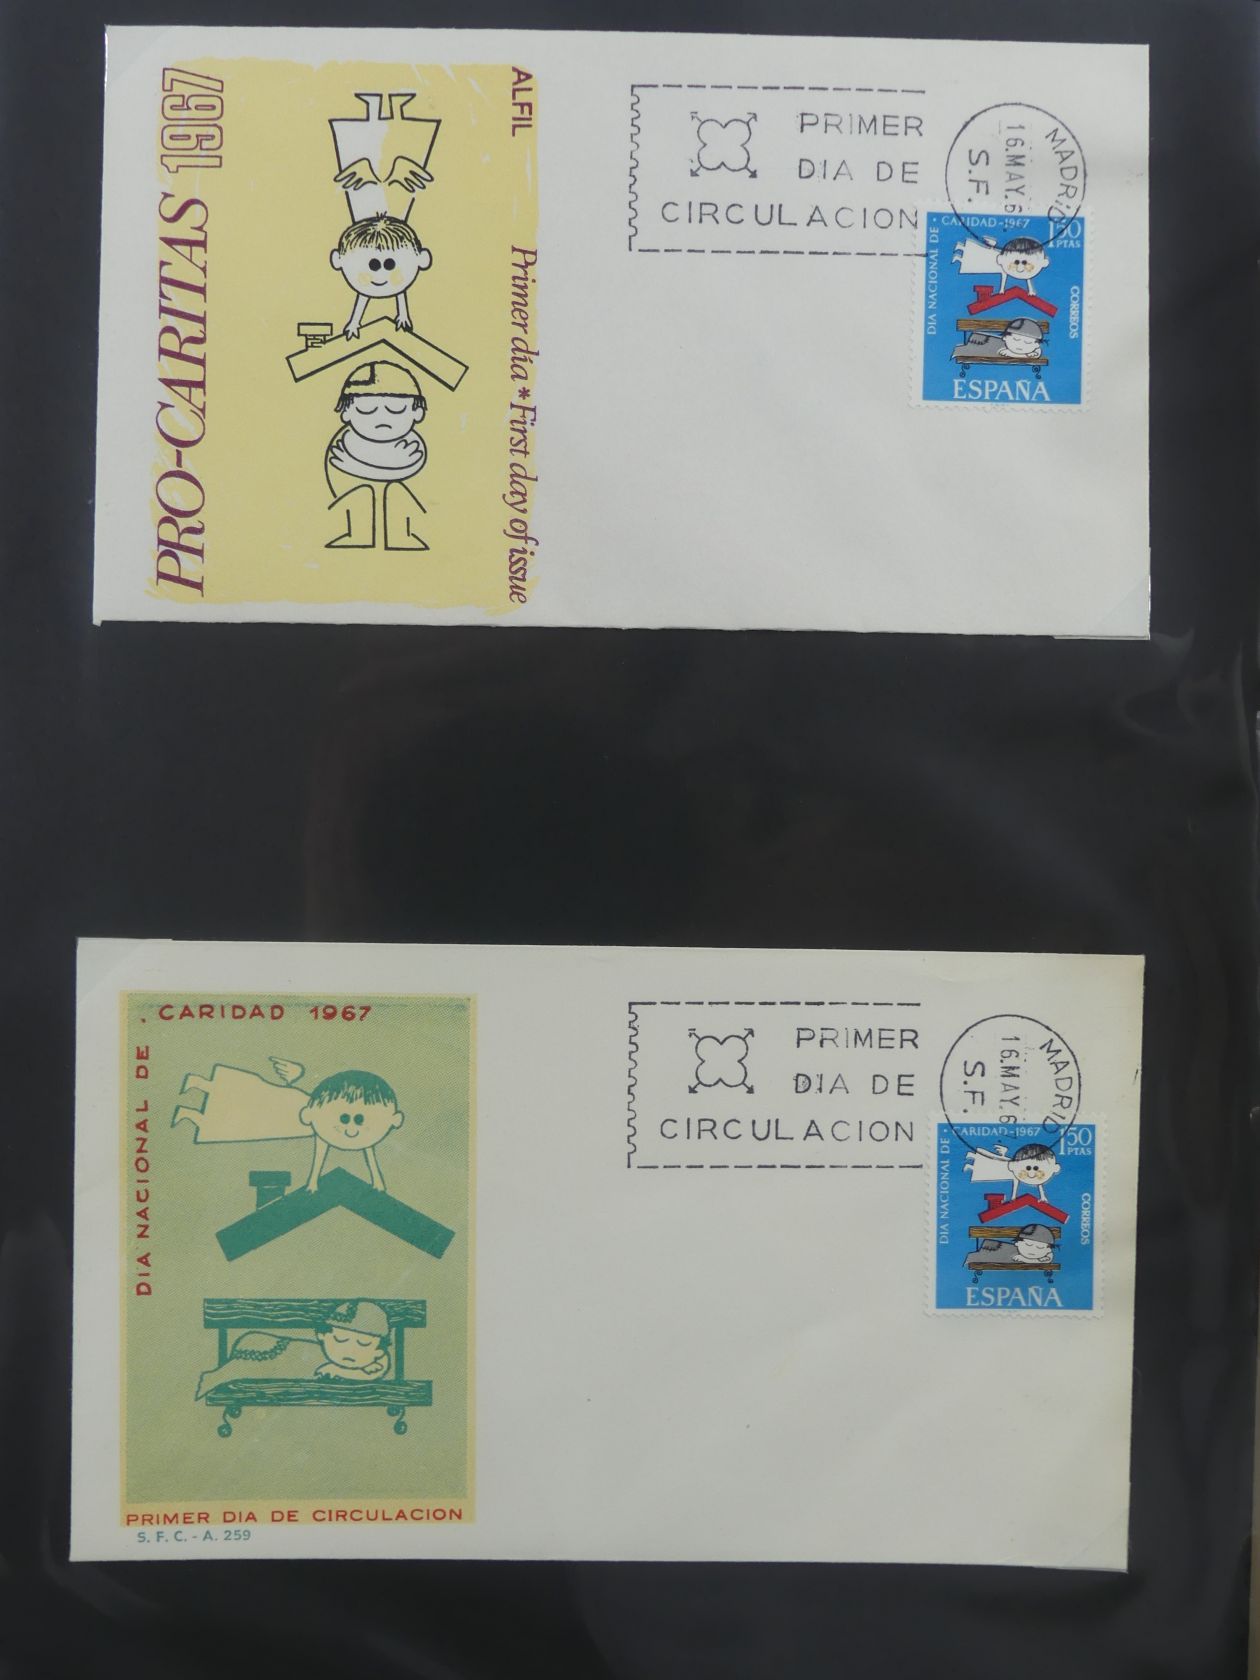 PRO-CARITAS 1967
ALFIL
Primer día * First day of issue
PRIMER
DIA DE
CIRCULACION
MADRID
16.MAY.6
S.F.
DIA NACIONAL DE · CARIDAD-1967
1'50
PTAS
CORREOS
ESPAÑA
DIA NACIONAL DE . CARIDAD 1967
PRIMER DIA DE CIRCULACION
S. F. C. - A. 259
PRIMER
DIA DE
CIRCULACION
MADRID
16.MAY.6
S.F.
DIA NACIONAL DE · CARIDAD-1967
1'50
PTAS
CORREOS
ESPAÑA